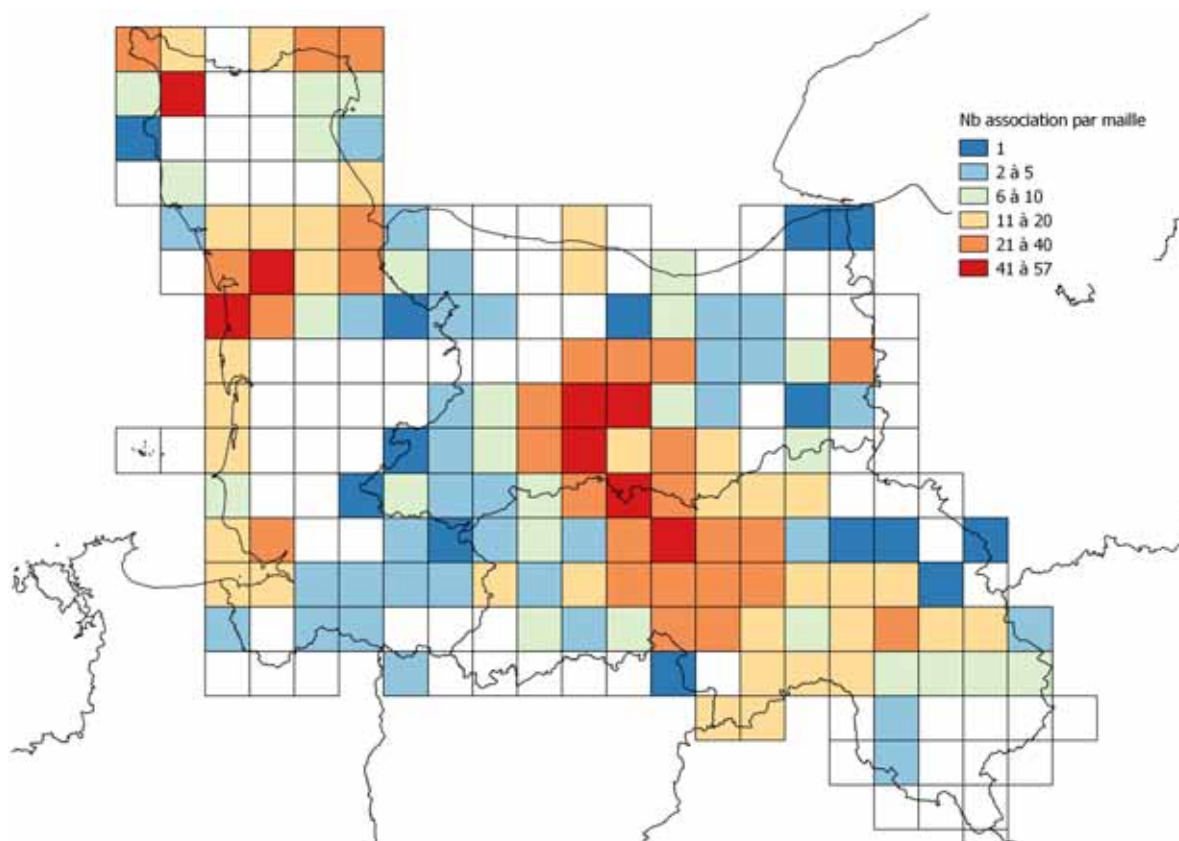 Nb association par maille
1
2 à 5
6 à 10
11 à 20
21 à 40
41 à 57